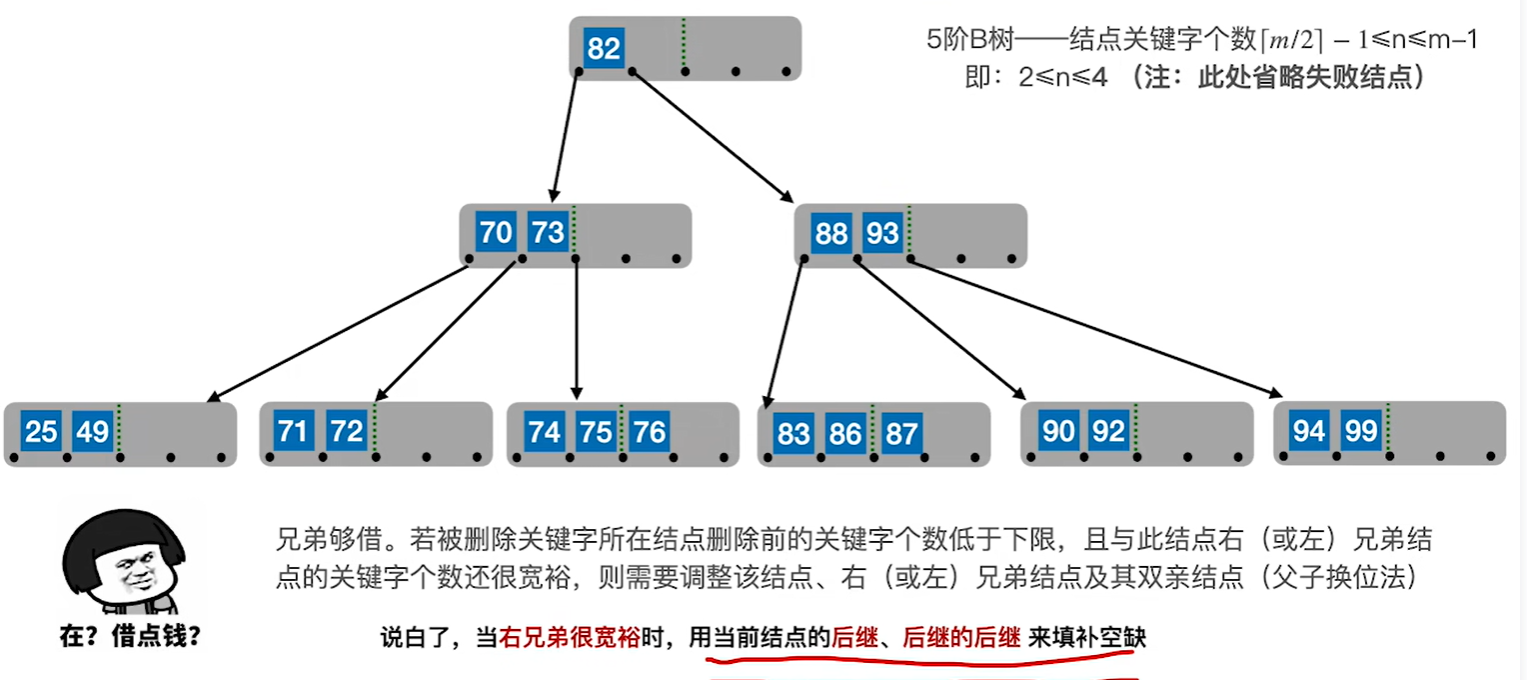 82
5阶B树——结点关键字个数⌈m/2⌉ − 1≤n≤m–1
即：2≤n≤4 （注：此处省略失败结点）
70 73
88 93
25 49
71 72
74 75 76
83 86 87
90 92
94 99
兄弟够借。若被删除关键字所在结点删除前的关键字个数低于下限，且与此结点右（或左）兄弟结
点的关键字个数还很宽裕，则需要调整该结点、右（或左）兄弟结点及其双亲结点（父子换位法）
在？借点钱？
说白了，当右兄弟很宽裕时，用当前结点的后继、后继的后继 来填补空缺